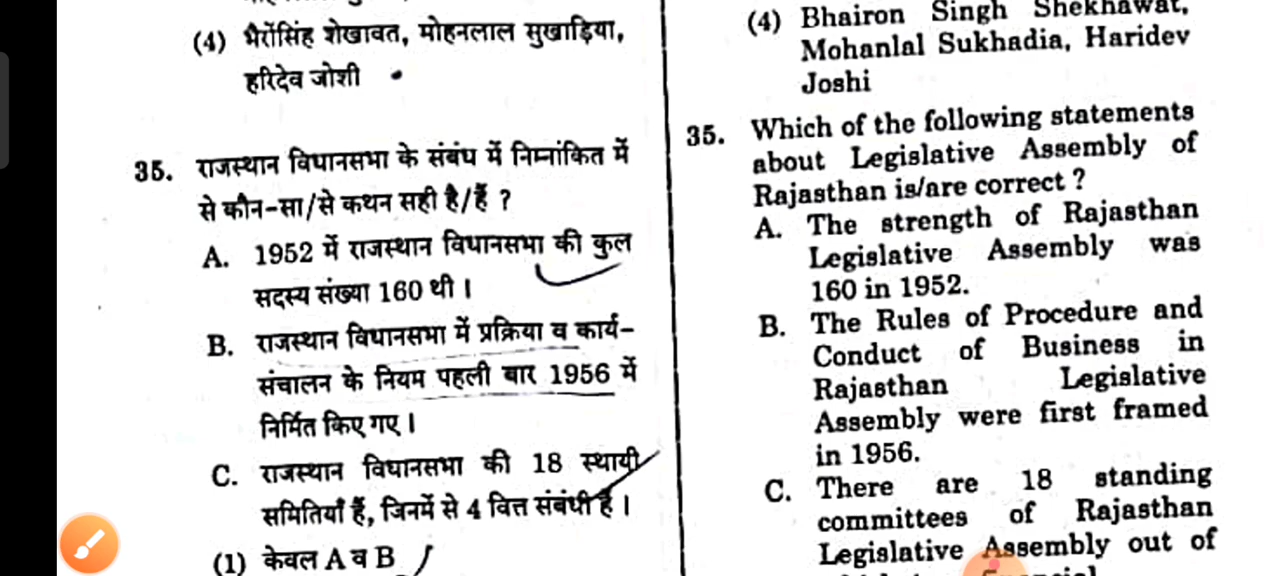 (4) भैरोंसिंह शेखावत, मोहनलाल सुखाड़िया,
हरिदेव जोशी
35. राजस्थान विधानसभा के संबंध में निम्नांकित में
से कौन-सा/से कथन सही है/हैं ?
A. 1952 में राजस्थान विधानसभा की कुल
सदस्य संख्या 160 थी ।
B. राजस्थान विधानसभा में प्रक्रिया व कार्य-
संचालन के नियम पहली बार 1956 में
निर्मित किए गए ।
C. राजस्थान विधानसभा की 18 स्थायी
समितियाँ हैं, जिनमें से 4 वित्त संबंधी हैं ।
(1) केवल A व B
(4) Bhairon Singh Shekhawat,
Mohanlal Sukhadia, Haridev
Joshi
35. Which of the following statements
about Legislative Assembly of
Rajasthan is/are correct ?
A. The strength of Rajasthan
Legislative Assembly was
160 in 1952.
B. The Rules of Procedure and
Conduct of Business in
Rajasthan Legislative
Assembly were first framed
in 1956.
C. There are 18 standing
committees of Rajasthan
Legislative Assembly out of